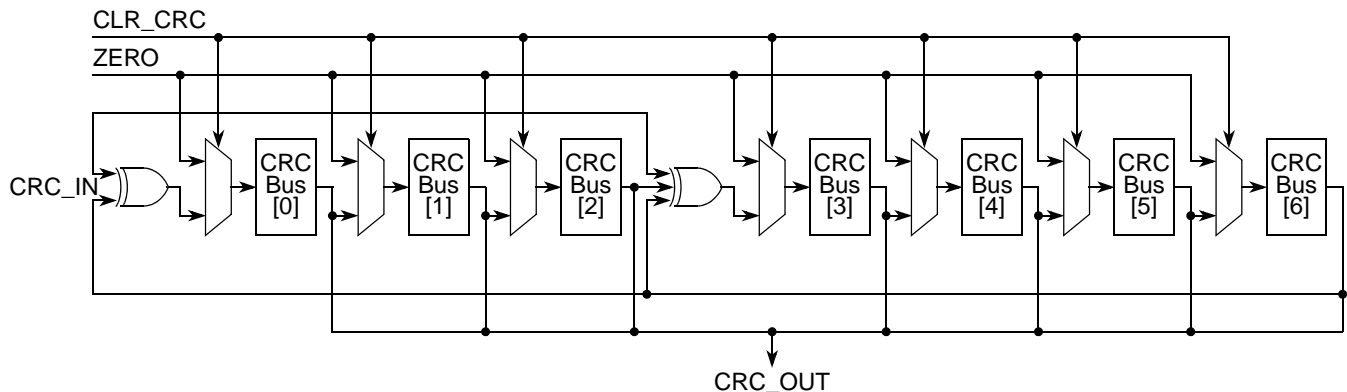 CLR_CRC
ZERO
CRC_IN
CRC
Bus
[0]
CRC
Bus
[1]
CRC
Bus
[2]
CRC
Bus
[3]
CRC
Bus
[4]
CRC
Bus
[5]
CRC
Bus
[6]
CRC_OUT